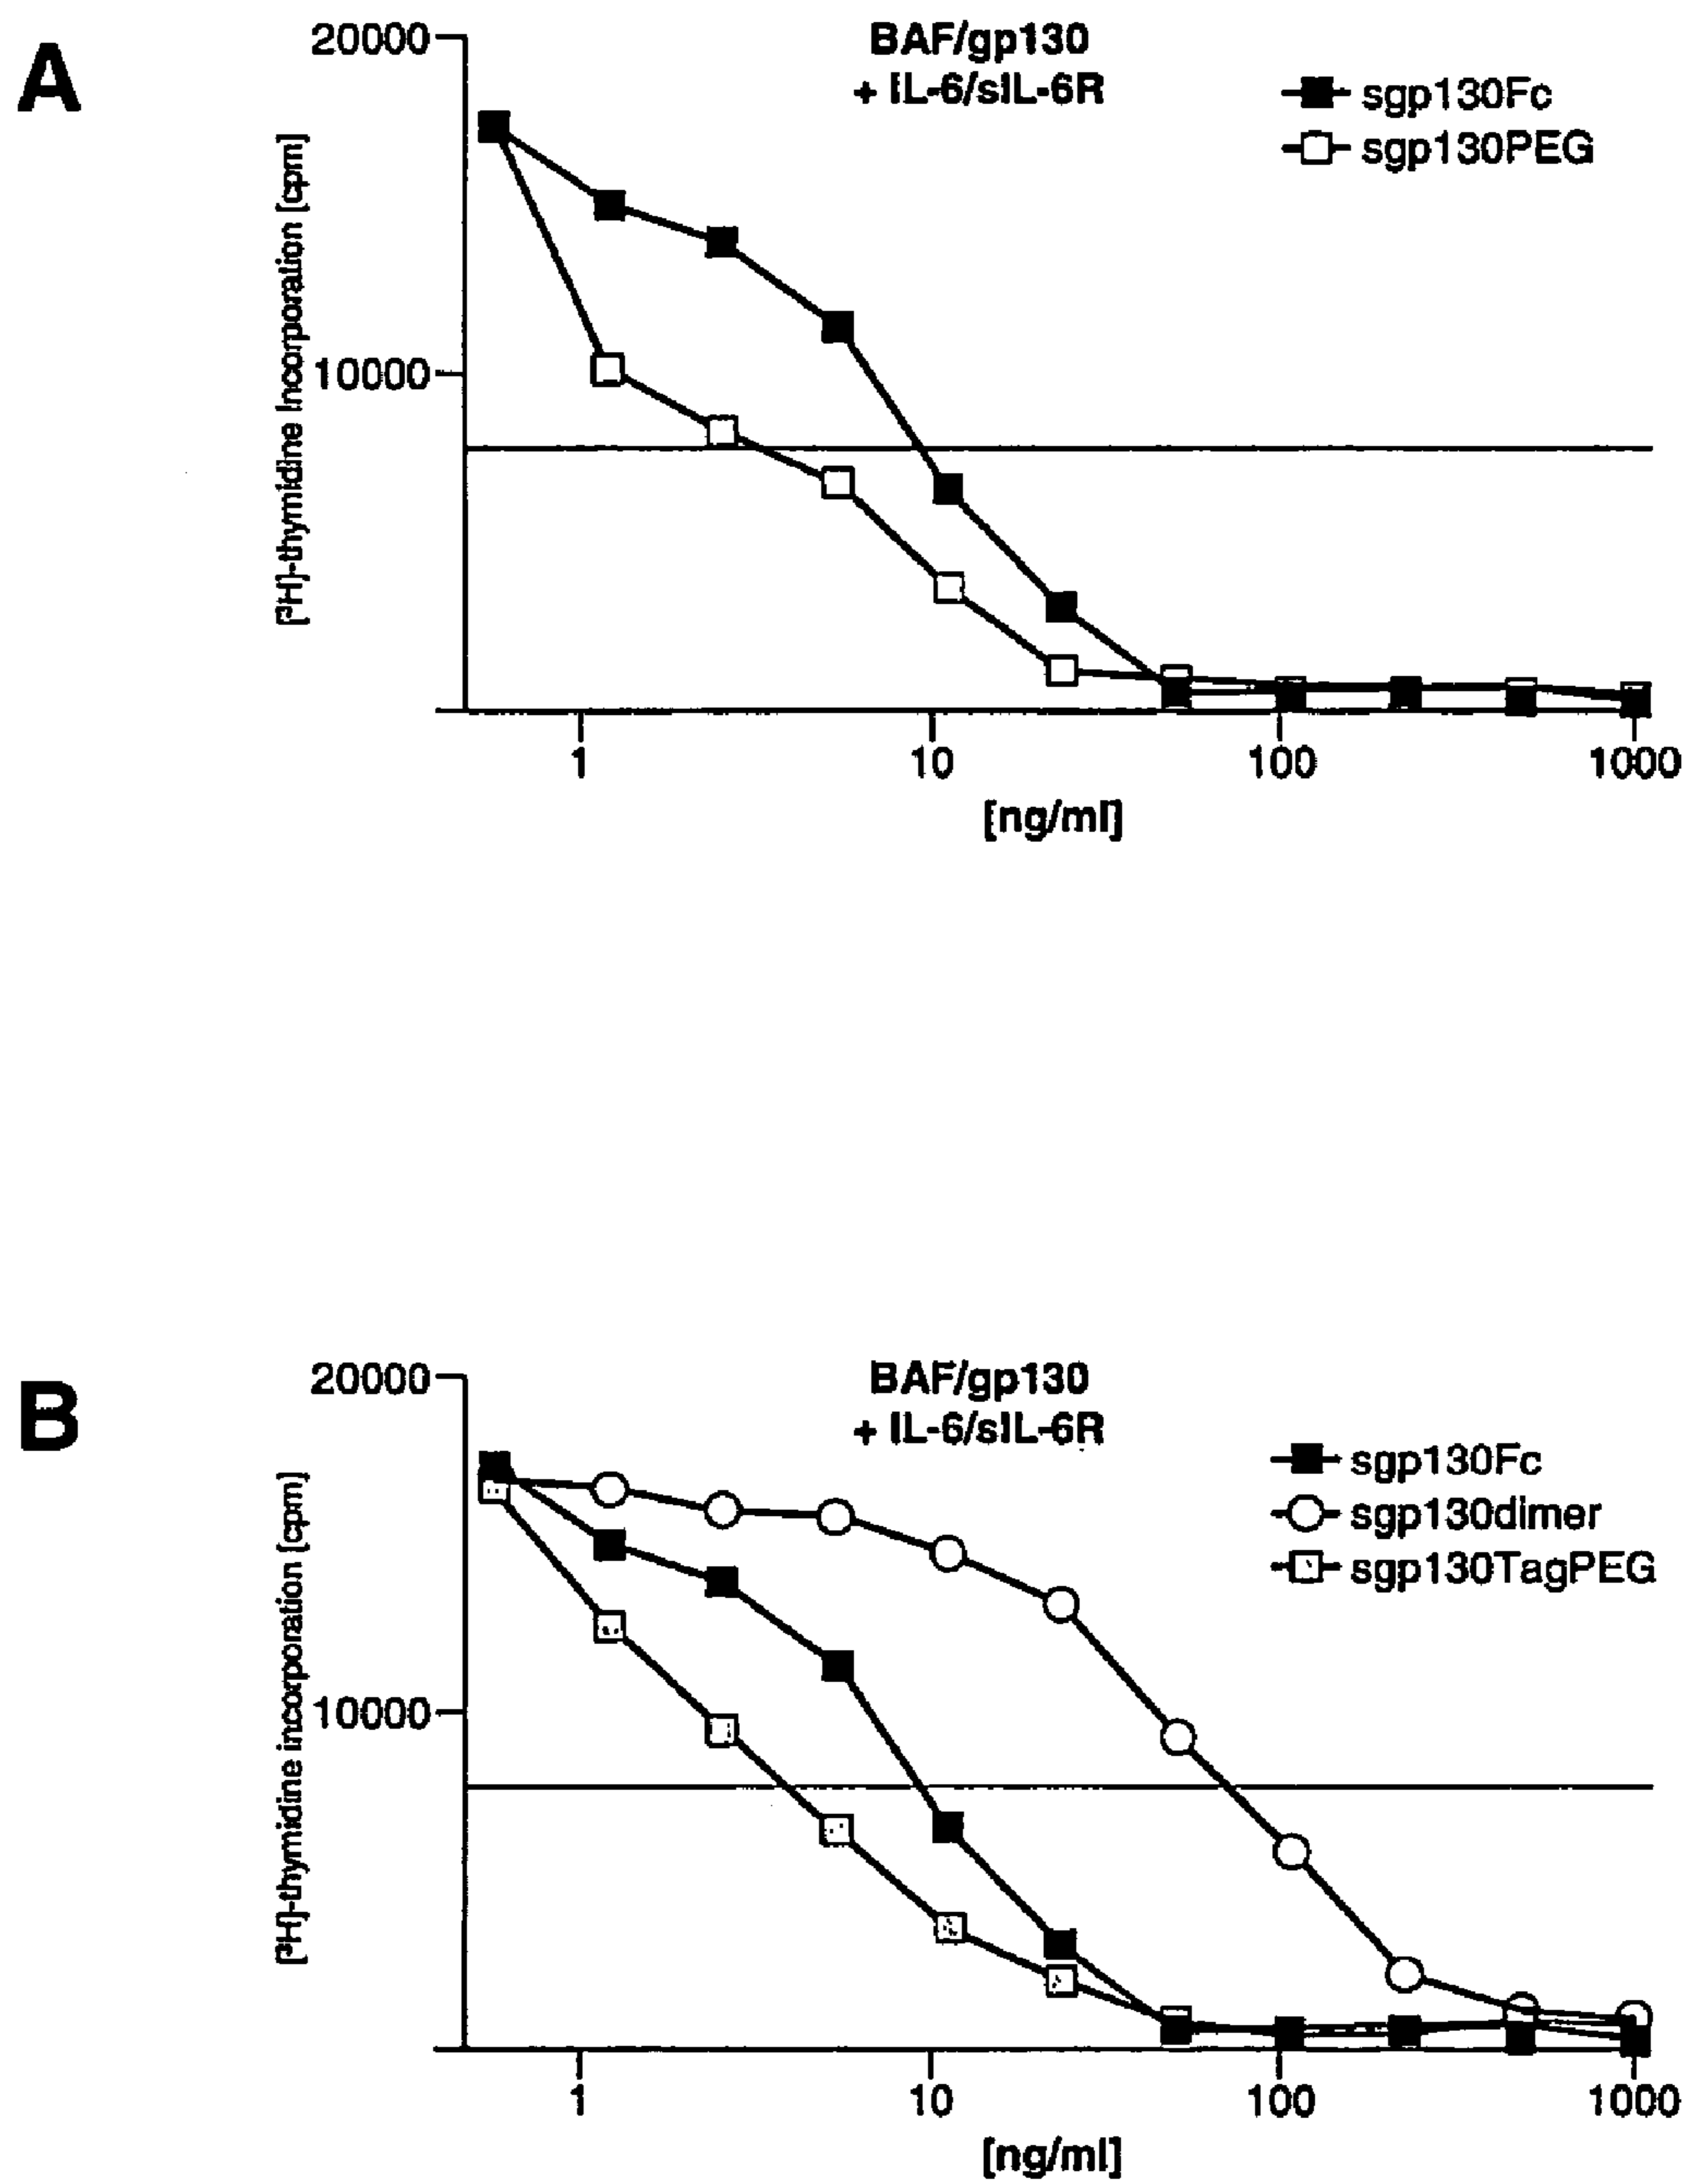 A
20000
BAF/gp130
+ IL-6/sIL-6R
sgp130Fc
sgp130PEG
[³H]-thymidine Incorporation [cpm]
10000
1
10
100
1000
[ng/ml]
B
20000
BAF/gp130
+ IL-6/sIL-6R
sgp130Fc
sgp130dimer
sgp130TagPEG
[³H]-thymidine incorporation [cpm]
10000
1
10
100
1000
[ng/ml]